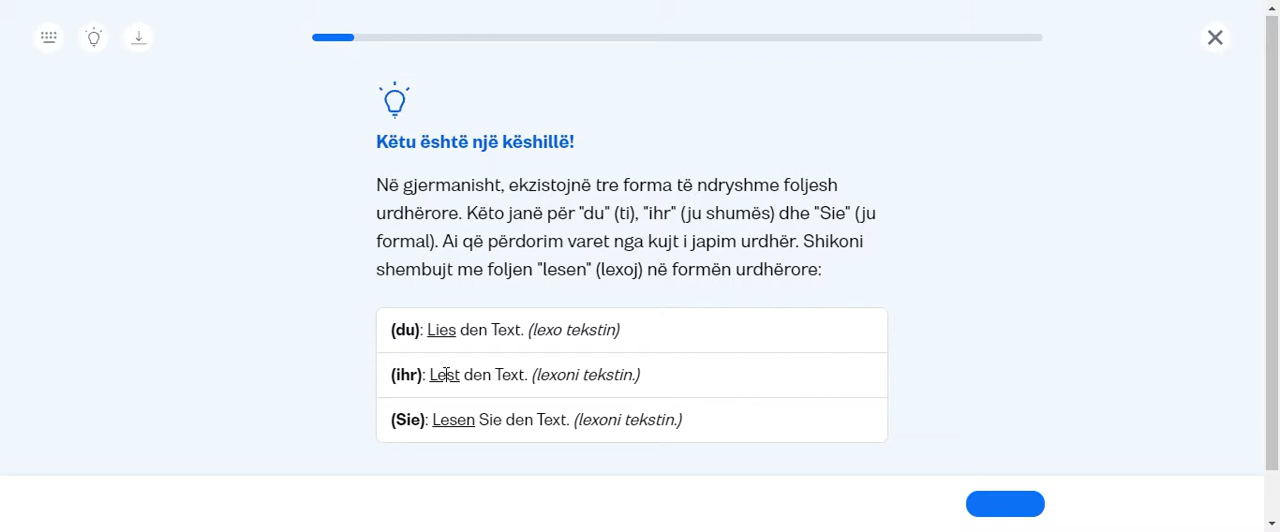 Këtu është një këshillë!
Në gjermanisht, ekzistojnë tre forma të ndryshme foljesh
urdhërore. Këto janë për "du" (ti), "ihr" (ju shumës) dhe "Sie" (ju
formal). Ai që përdorim varet nga kujt i japim urdhër. Shikoni
shembujt me foljen "lesen" (lexoj) në formën urdhërore:
(du): Lies den Text. (lexo tekstin)
(ihr): Lest den Text. (lexoni tekstin.)
(Sie): Lesen Sie den Text. (lexoni tekstin.)